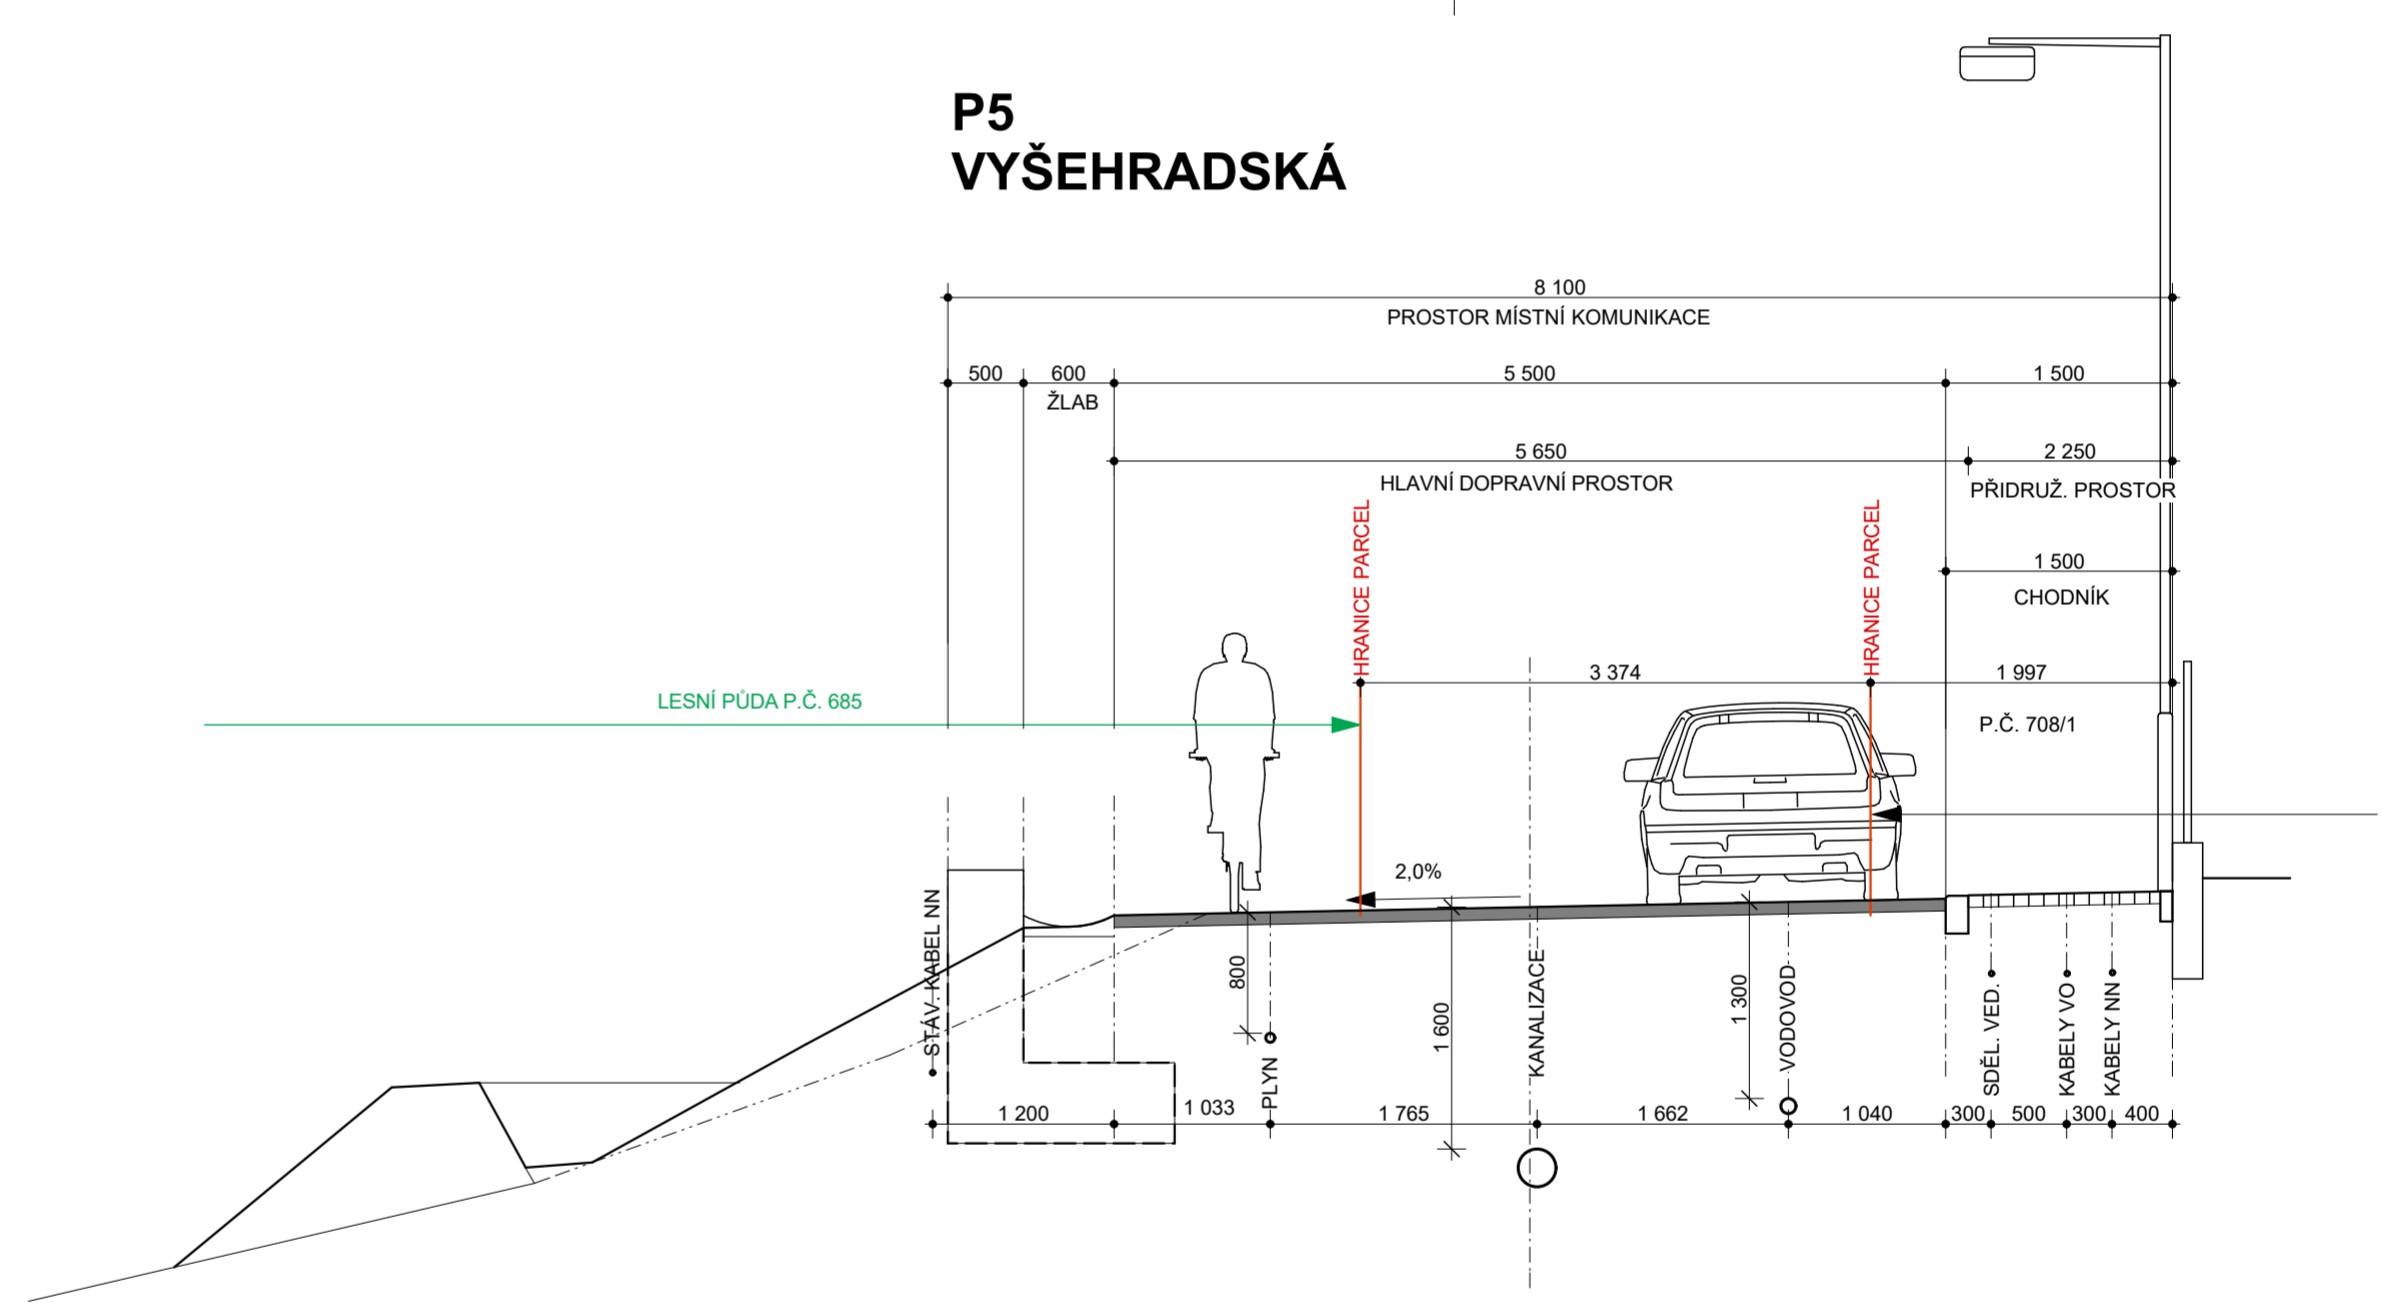 P5
VYŠEHRADSKÁ
8 100
PROSTOR MÍSTNÍ KOMUNIKACE
500
600
5 500
1 500
ŽLAB
5 650
2 250
HLAVNÍ DOPRAVNÍ PROSTOR
PŘIDRUŽ. PROSTOR
HRANICE PARCEL
HRANICE PARCEL
1 500
CHODNÍK
3 374
1 997
LESNÍ PŮDA P.Č. 685
P.Č. 708/1
2,0%
STÁV. KABEL NN
800
PLYN
1 600
KANALIZACE
1 300
VODOVOD
SDĚL. VED.
KABELY VO
KABELY NN
1 200
1 033
1 765
1 662
1 040
300
500
300
400